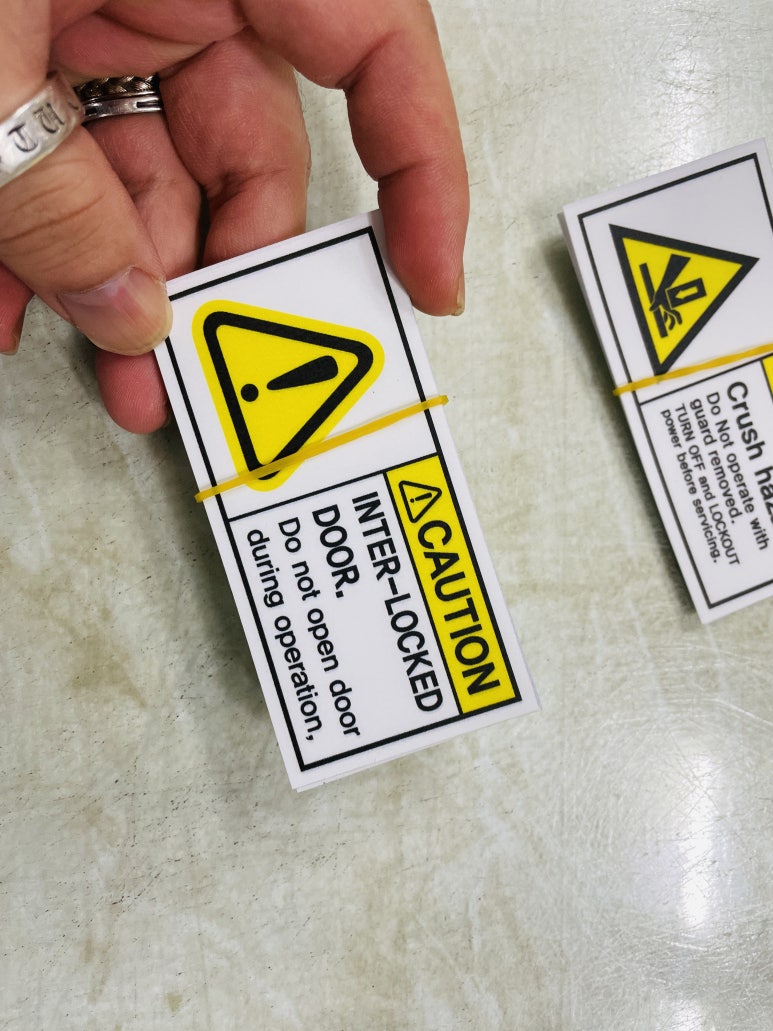 CAUTION
INTER-LOCKED
DOOR.
Do not open door
during operation,
Crush
Do Not operate with
guard removed.
TURN OFF and LOCKOUT
power before servicing.